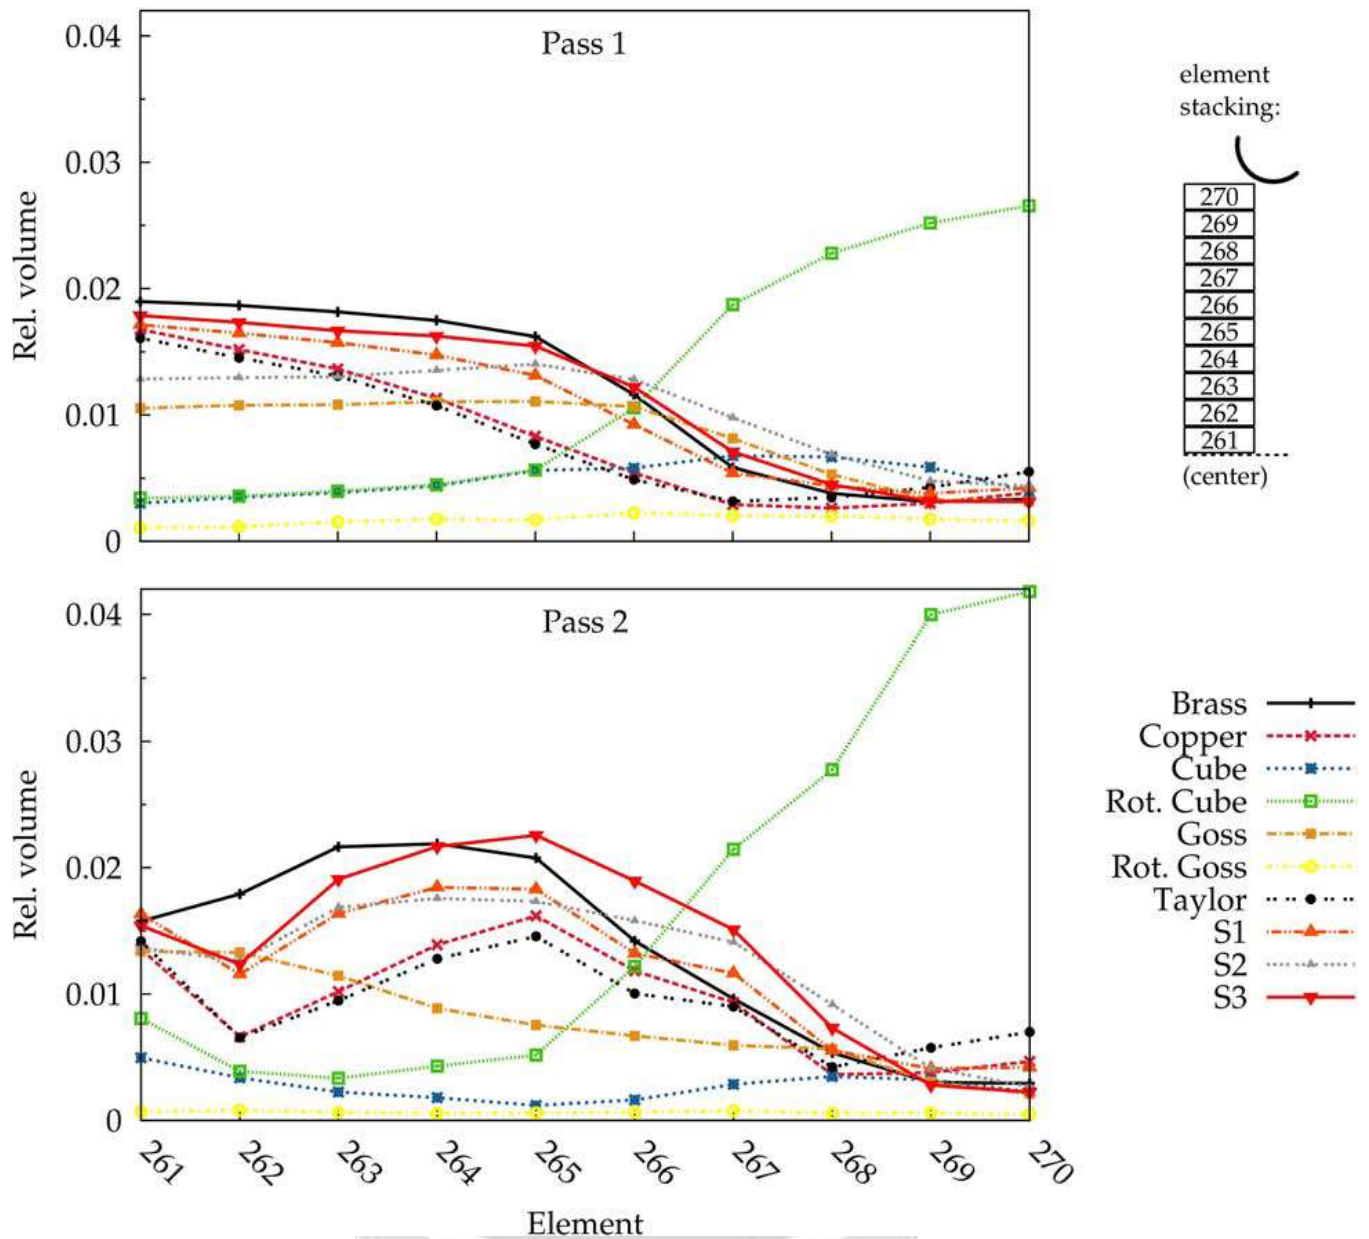 Pass 1
0.04
0.03
0.02
0.01
0
Rel. volume
element
stacking:
270
269
268
267
266
265
264
263
262
261
(center)
Pass 2
0.04
0.03
0.02
0.01
0
Rel. volume
261
262
263
264
265
266
267
268
269
270
Element
Brass
Copper
Cube
Rot. Cube
Goss
Rot. Goss
Taylor
S1
S2
S3